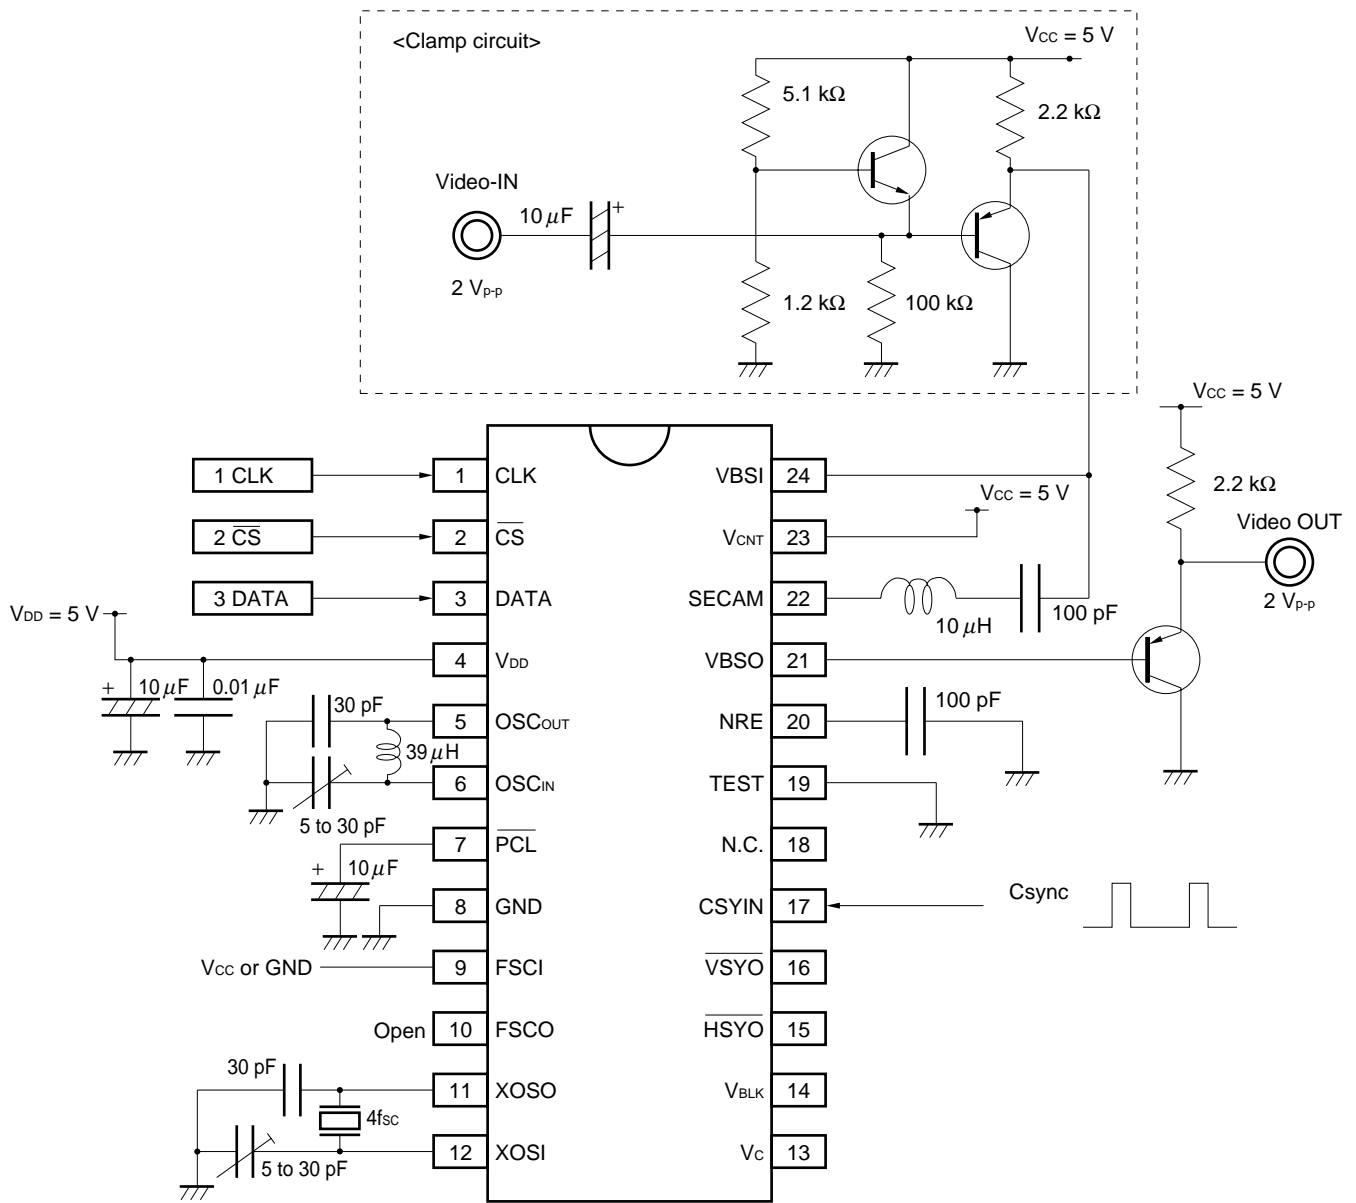 <Clamp circuit>
VCC = 5 V
5.1 kΩ
2.2 kΩ
Video-IN
10 μF
+
2 Vp-p
1.2 kΩ
100 kΩ
VCC = 5 V
2.2 kΩ
Video OUT
2 Vp-p
1 CLK
1
CLK
VBSI
24
2 C̅S̅
2
C̅S̅
VCNT
23
VCC = 5 V
3 DATA
3
DATA
SECAM
22
10 μH
100 pF
VDD = 5 V
4
VDD
VBSO
21
+
10 μF
0.01 μF
30 pF
5
OSCOUT
NRE
20
100 pF
39 μH
6
OSCIN
TEST
19
5 to 30 pF
7
P̅C̅L̅
N.C.
18
+
10 μF
8
GND
CSYIN
17
Csync
VCC or GND
9
FSCI
V̅S̅Y̅O̅
16
Open
10
FSCO
H̅S̅Y̅O̅
15
30 pF
11
XOSO
VBLK
14
4fSC
12
XOSI
VC
13
5 to 30 pF